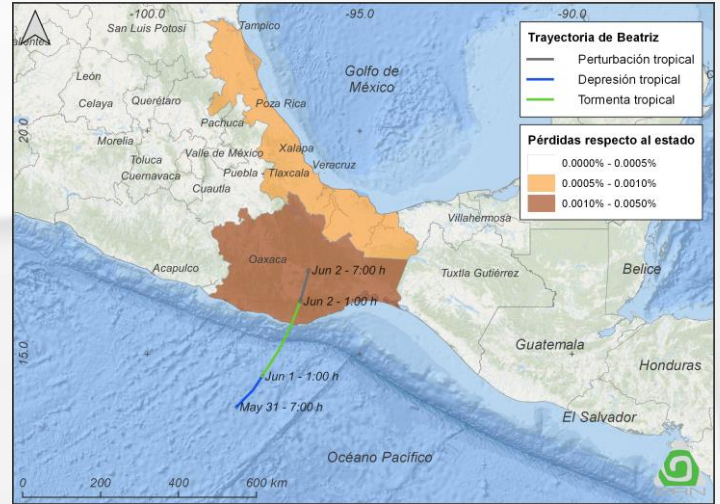 -100.0
-95.0
-90.0
San Luis Potosí
Tampico
Trayectoria de Beatriz
Perturbación tropical
Depresión tropical
Tormenta tropical
Golfo de
México
León
Celaya
Querétaro
Poza Rica
Pachuca
20.0
Pérdidas respecto al estado
0.0000% - 0.0005%
0.0005% - 0.0010%
0.0010% - 0.0050%
Morelia
Toluca
Valle de México
Xalapa
Veracruz
Cuernavaca
Puebla
Tlaxcala
Cuautla
Villahermosa
Acapulco
Oaxaca
Jun 2 - 7:00 h
Tuxtla Gutiérrez
Belice
Jun 2 - 1:00 h
15.0
Guatemala
Honduras
Jun 1 - 1:00 h
May 31 - 7:00 h
El Salvador
Océano Pacífico
0
200
400
600 km